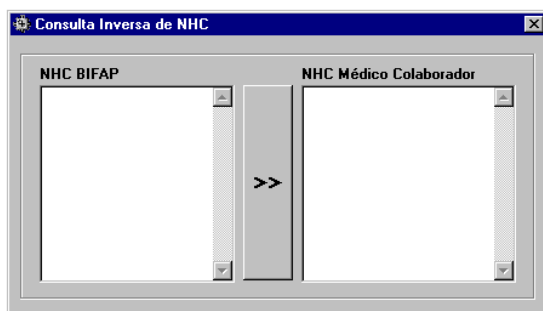 Consulta Inversa de NHC
NHC BIFAP
NHC Médico Colaborador
>>